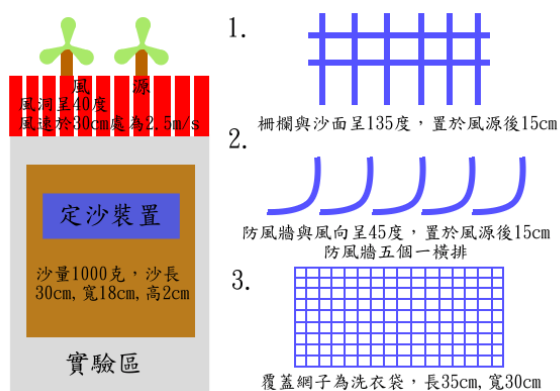 風 源
風洞呈40度
風速於30cm處為2.5m/s
定沙裝置
沙量1000克，沙長
30cm,寬18cm,高2cm
實驗區
1.
柵欄與沙面呈135度，置於風源後15cm
2.
防風牆與風向呈45度，置於風源後15cm
防風牆五個一橫排
3.
覆蓋網子為洗衣袋，長35cm，寬30cm